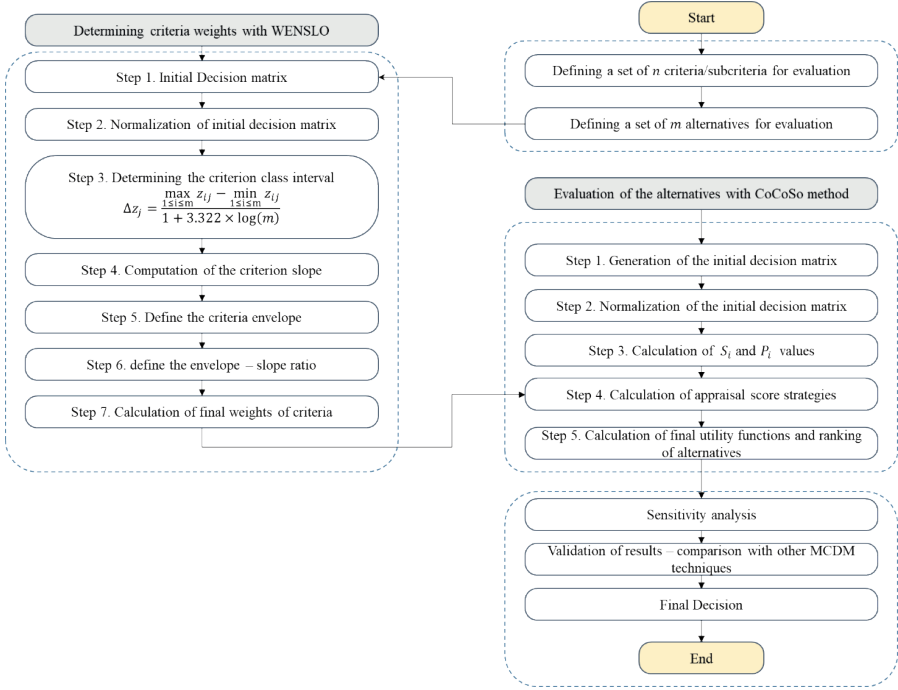 Determining criteria weights with WENSLO
Step 1. Initial Decision matrix
Step 2. Normalization of initial decision matrix
Step 3. Determining the criterion class interval
Δz_j = (max_{1≤i≤m} z_{ij} − min_{1≤i≤m} z_{ij}) / (1 + 3.322 × log(m))
Step 4. Computation of the criterion slope
Step 5. Define the criteria envelope
Step 6. define the envelope – slope ratio
Step 7. Calculation of final weights of criteria
Start
Defining a set of n criteria/subcriteria for evaluation
Defining a set of m alternatives for evaluation
Evaluation of the alternatives with CoCoSo method
Step 1. Generation of the initial decision matrix
Step 2. Normalization of the initial decision matrix
Step 3. Calculation of S_i and P_i values
Step 4. Calculation of appraisal score strategies
Step 5. Calculation of final utility functions and ranking
of alternatives
Sensitivity analysis
Validation of results – comparison with other MCDM
techniques
Final Decision
End